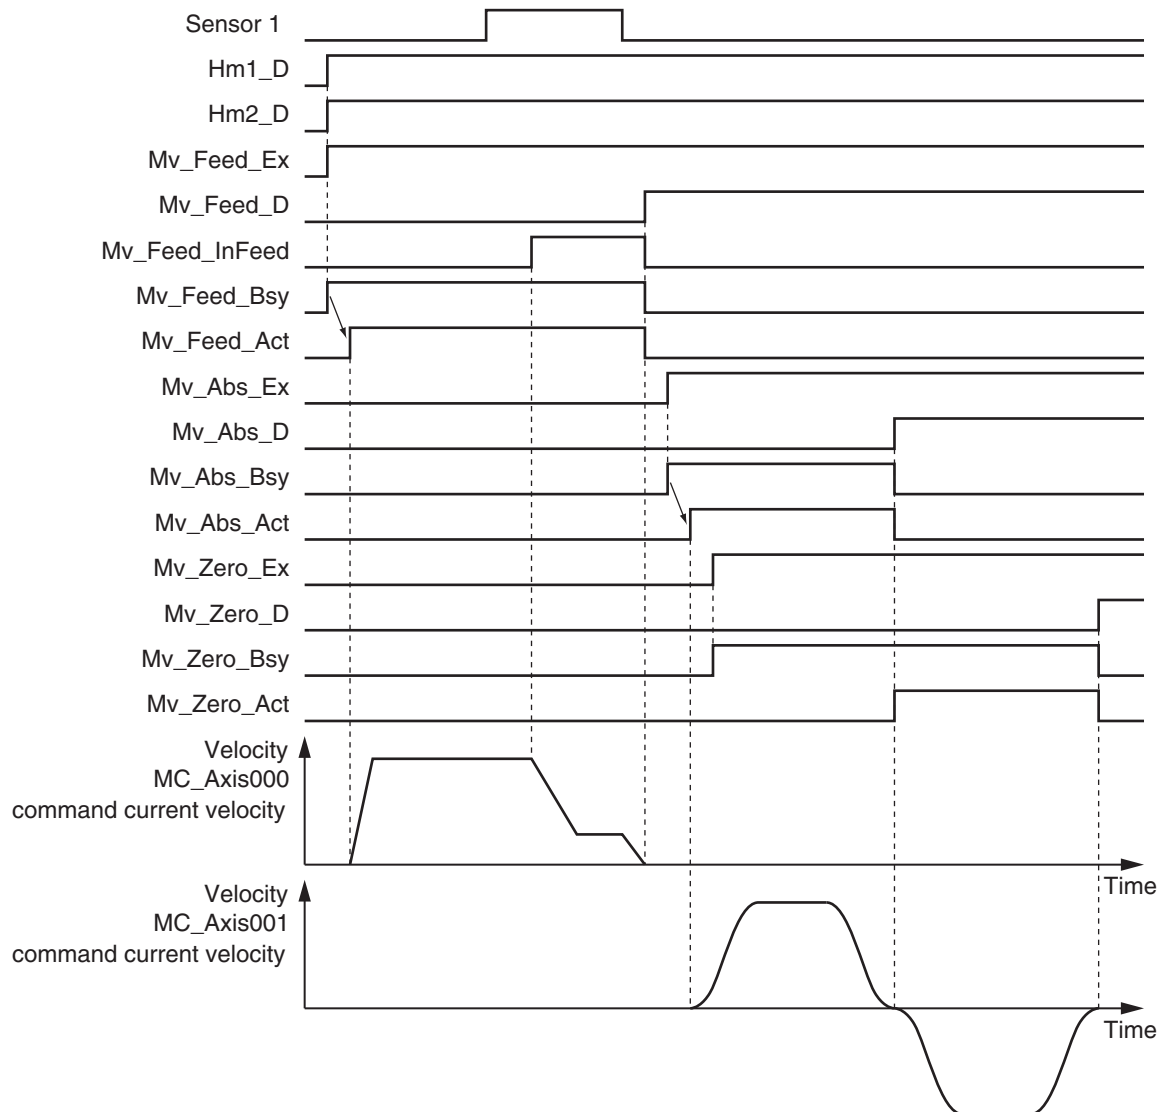 Sensor 1
Hm1_D
Hm2_D
Mv_Feed_Ex
Mv_Feed_D
Mv_Feed_InFeed
Mv_Feed_Bsy
Mv_Feed_Act
Mv_Abs_Ex
Mv_Abs_D
Mv_Abs_Bsy
Mv_Abs_Act
Mv_Zero_Ex
Mv_Zero_D
Mv_Zero_Bsy
Mv_Zero_Act
Velocity
MC_Axis000
command current velocity
Time
Velocity
MC_Axis001
command current velocity
Time